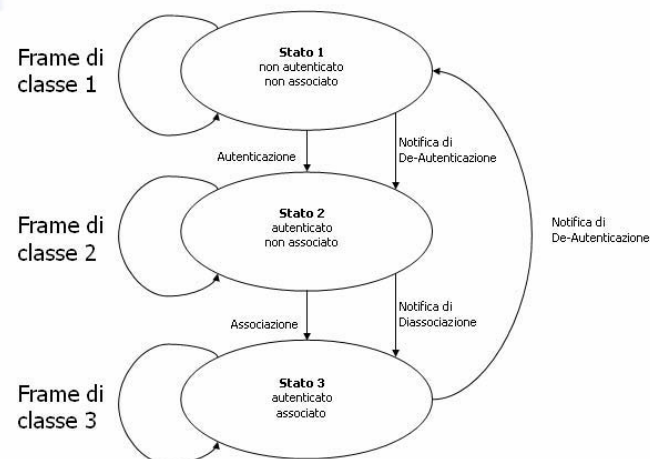 Frame di
classe 1
Stato 1
non autenticato
non associato
Autenticazione
Notifica di
De-Autenticazione
Frame di
classe 2
Stato 2
autenticato
non associato
Notifica di
De-Autenticazione
Associazione
Notifica di
Diassociazione
Frame di
classe 3
Stato 3
autenticato
associato